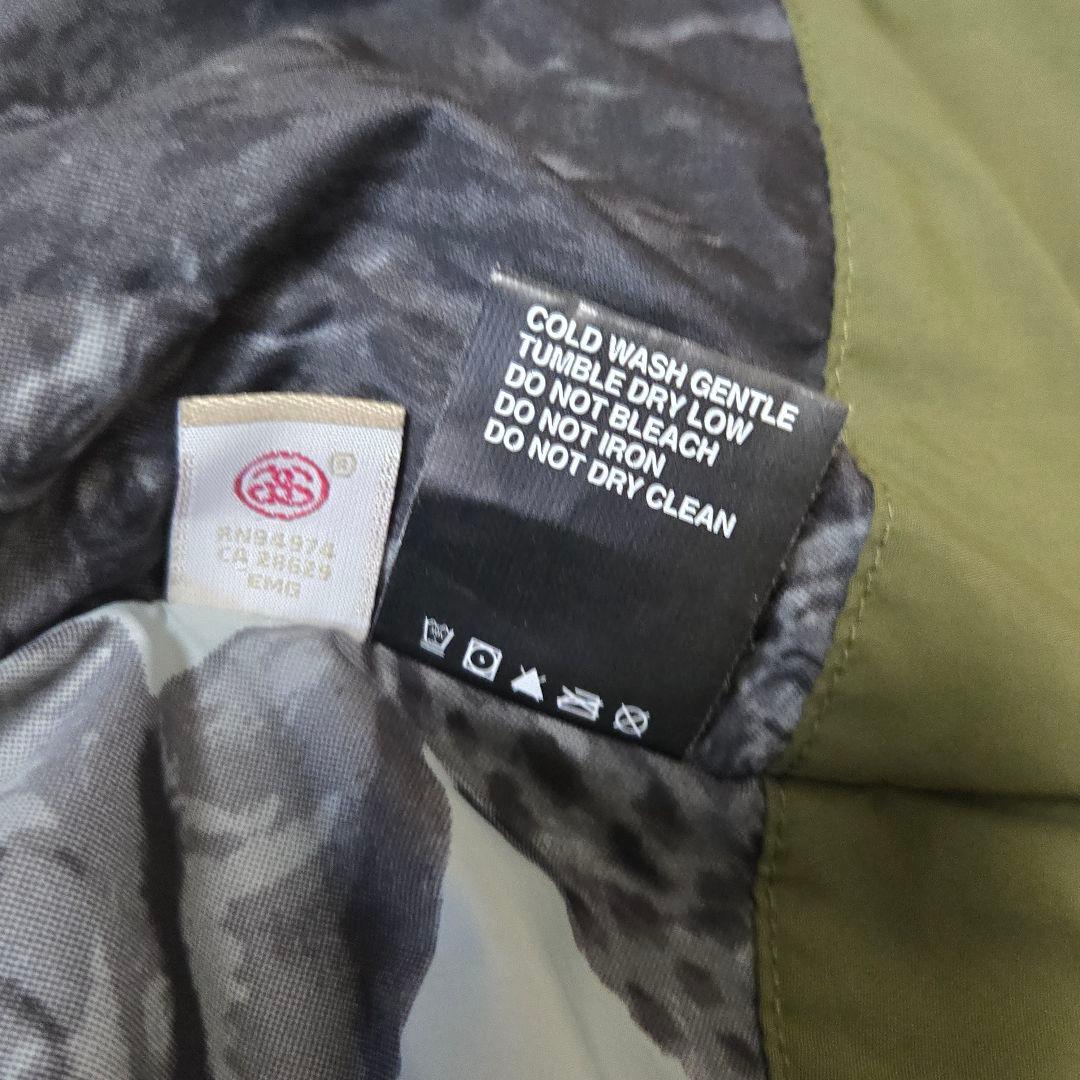 COLD WASH GENTLE
TUMBLE DRY LOW
DO NOT BLEACH
DO NOT IRON
DO NOT DRY CLEAN
®
RN94974
CA 28629
EMG